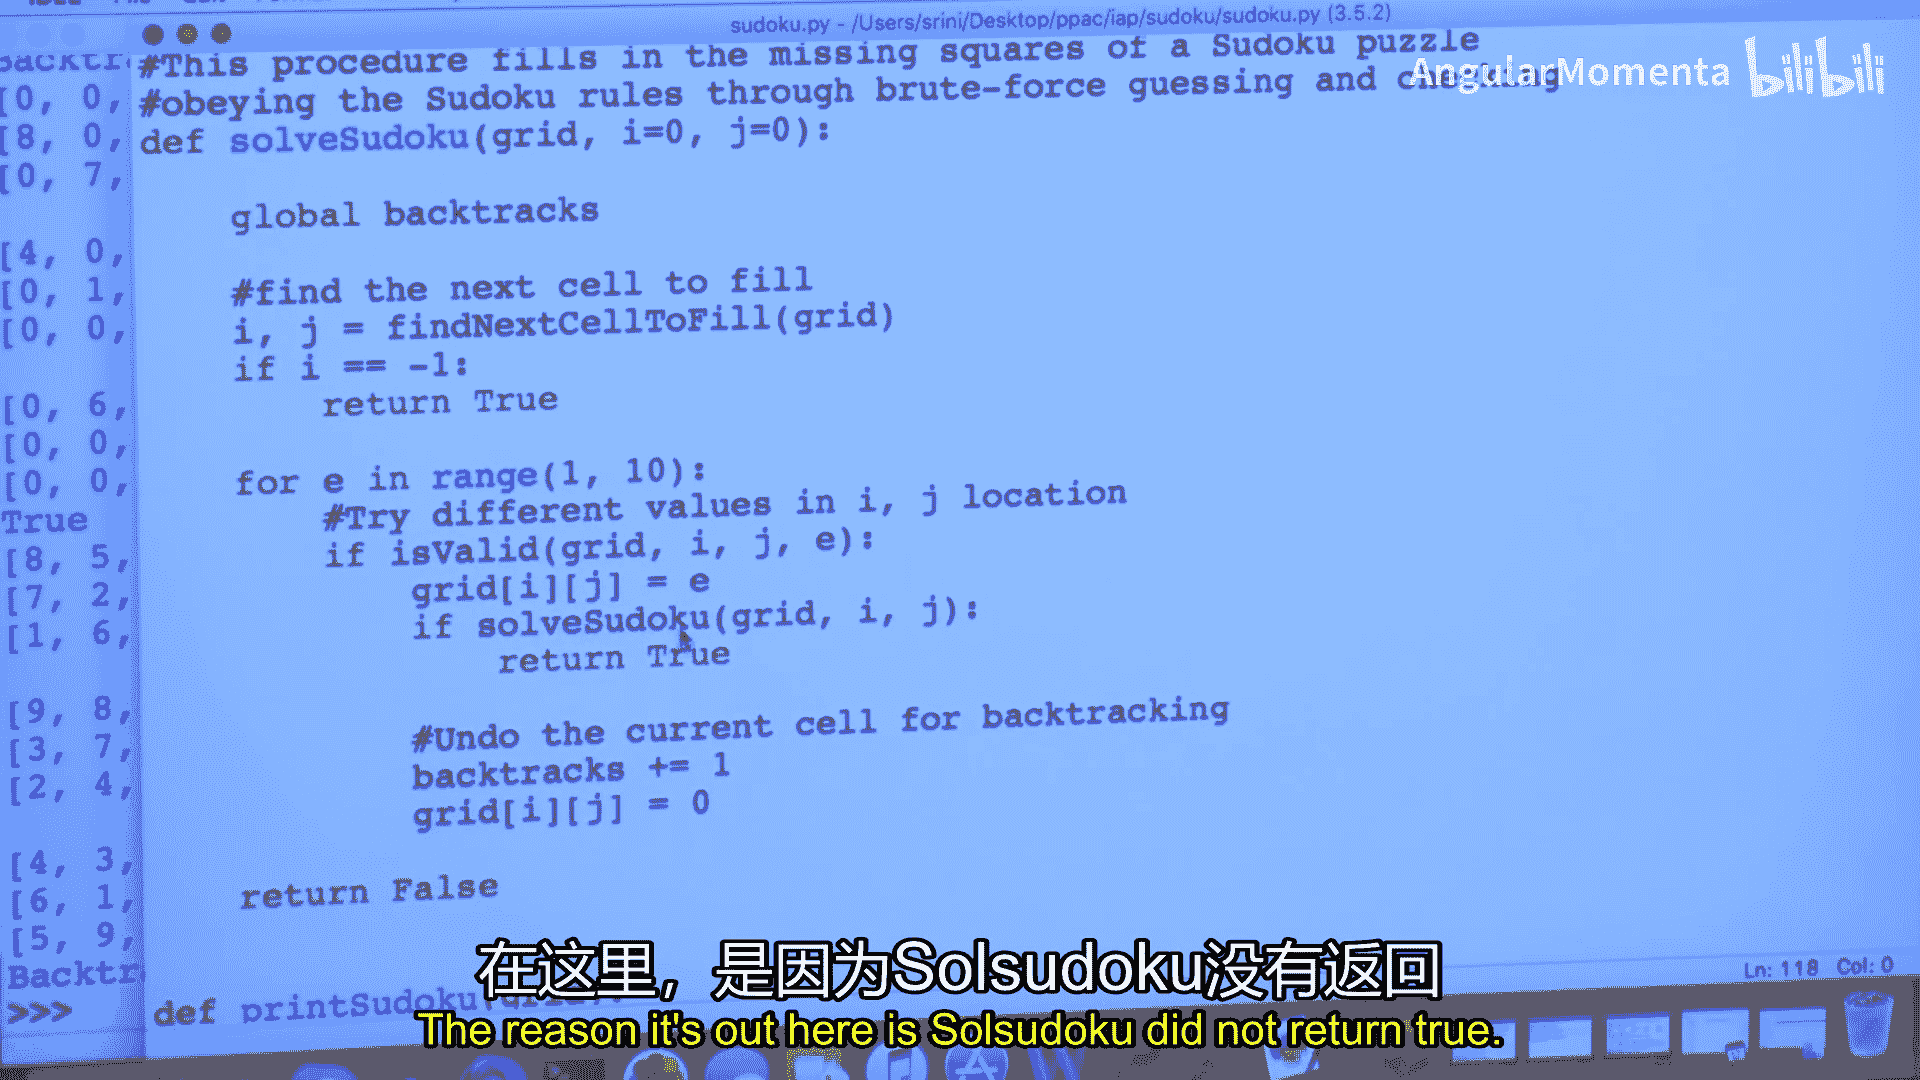 sudoku.py - /Users/srini/Desktop/ppac/iap/sudoku/sudoku.py (3.5.2)
AngularMomenta bilibili
#This procedure fills in the missing squares of a Sudoku puzzle
#obeying the Sudoku rules through brute-force guessing and checking
def solveSudoku(grid, i=0, j=0):
global backtracks
#find the next cell to fill
i, j = findNextCellToFill(grid)
if i == -1:
return True
for e in range(1, 10):
#Try different values in i, j location
if isValid(grid, i, j, e):
grid[i][j] = e
if solveSudoku(grid, i, j):
return True
#Undo the current cell for backtracking
backtracks += 1
grid[i][j] = 0
return False
def printSudoku(grid):
[0, 0,
[8, 0,
[0, 7,
[4, 0,
[0, 1,
[0, 0,
[0, 6,
[0, 0,
[0, 0,
True
[8, 5,
[7, 2,
[1, 6,
[9, 8,
[3, 7,
[2, 4,
[4, 3,
[6, 1,
[5, 9,
Backtr
>>>
Ln: 118 Col: 0
在这里，是因为Solsudoku没有返回
The reason it's out here is Solsudoku did not return true.